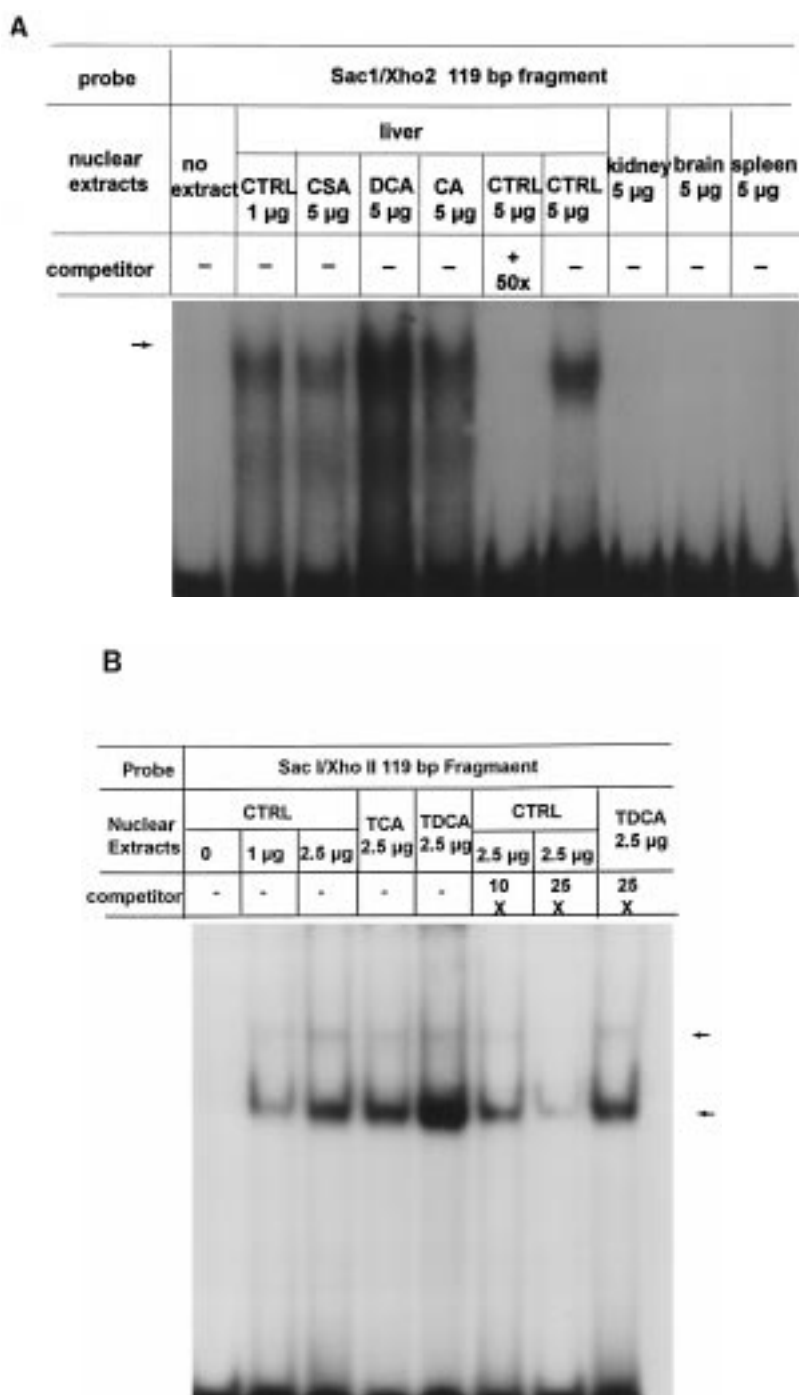 A
probe Sac1/Xho2 119 bp fragment
liver
nuclear extracts
no extract
CTRL 1 µg
CSA 5 µg
DCA 5 µg
CA 5 µg
CTRL 5 µg
CTRL 5 µg
kidney 5 µg
brain 5 µg
spleen 5 µg
competitor – – – – – + 50x – – – –
B
Probe Sac I/Xho II 119 bp Fragmaent
Nuclear Extracts
CTRL
0 1 µg 2.5 µg
TCA 2.5 µg
TDCA 2.5 µg
CTRL
2.5 µg 2.5 µg
TDCA 2.5 µg
competitor - - - - - 10 X 25 X 25 X